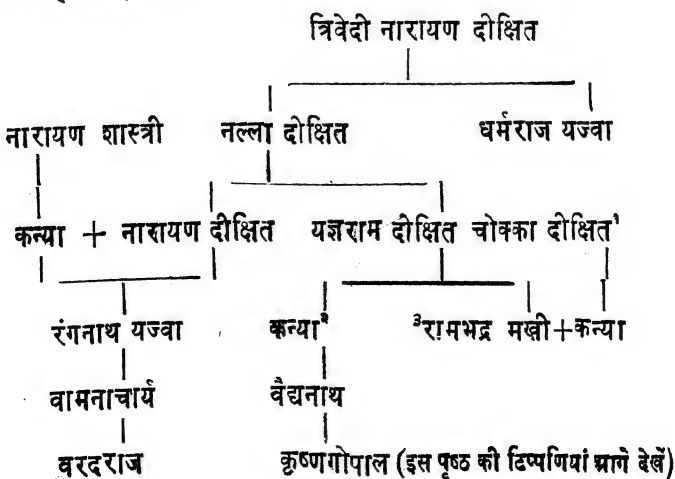 त्रिवेदी नारायण दीक्षित
नारायण शास्त्री नल्ला दीक्षित धर्मराज यज्वा
कन्या + नारायण दीक्षित यज्ञराम दीक्षित चोक्का दीक्षित¹
रंगनाथ यज्वा कन्या² ³रामभद्र मखी+कन्या
वामनाचार्य वैद्यनाथ
वरदराज कृष्णगोपाल (इस पृष्ठ की टिप्पणियां आगे देखें)